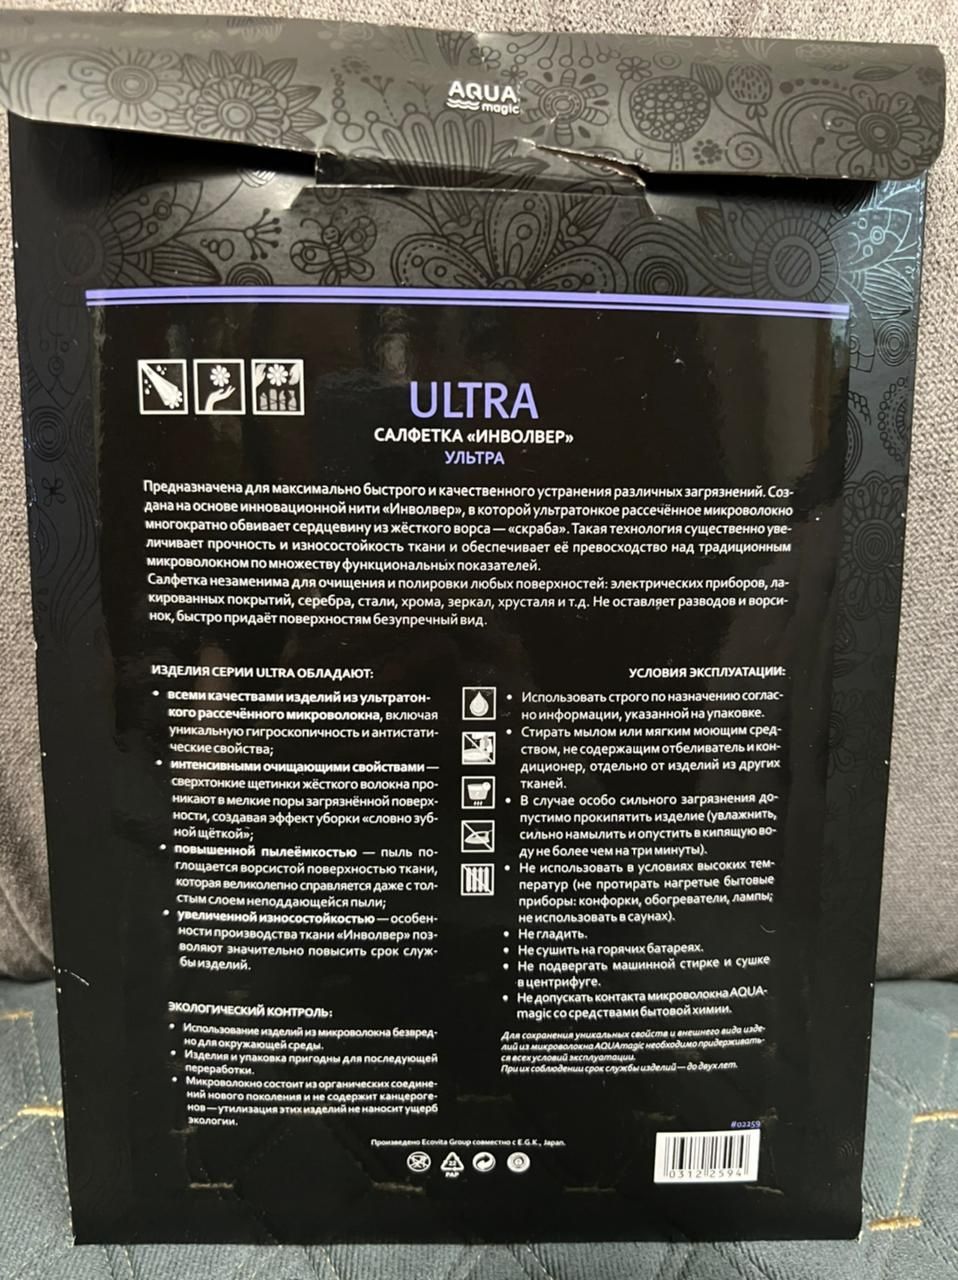 AQUA
magic
ULTRA
САЛФЕТКА «ИНВОЛВЕР»
УЛЬТРА
Предназначена для максимально быстрого и качественного устранения различных загрязнений. Соз-
дана на основе инновационной нити «Инволвер», в которой ультратонкое рассечённое микроволокно
многократно обвивает сердцевину из жёсткого ворса — «скраба». Такая технология существенно уве-
личивает прочность и износостойкость ткани и обеспечивает её превосходство над традиционным
микроволокном по множеству функциональных показателей.
Салфетка незаменима для очищения и полировки любых поверхностей: электрических приборов, ла-
кированных покрытий, серебра, стали, хрома, зеркал, хрусталя и т.д. Не оставляет разводов и ворси-
нок, быстро придаёт поверхностям безупречный вид.
ИЗДЕЛИЯ СЕРИИ ULTRA ОБЛАДАЮТ:
• всеми качествами изделий из ультратон-
кого рассечённого микроволокна, включая
уникальную гигроскопичность и антистати-
ческие свойства;
• интенсивными очищающими свойствами —
сверхтонкие щетинки жёсткого волокна про-
никают в мелкие поры загрязнённой поверх-
ности, создавая эффект уборки «словно зуб-
ной щёткой»;
• повышенной пылеёмкостью — пыль по-
глощается ворсистой поверхностью ткани,
которая великолепно справляется даже с тол-
стым слоем неподдающейся пыли;
• увеличенной износостойкостью — особен-
ности производства ткани «Инволвер» поз-
воляют значительно повысить срок служ-
бы изделий.
ЭКОЛОГИЧЕСКИЙ КОНТРОЛЬ:
• Использование изделий из микроволокна безвред-
но для окружающей среды.
• Изделия и упаковка пригодны для последующей
переработки.
• Микроволокно состоит из органических соедине-
ний нового поколения и не содержит канцероге-
нов — утилизация этих изделий не наносит ущерб
экологии.
УСЛОВИЯ ЭКСПЛУАТАЦИИ:
• Использовать строго по назначению соглас-
но информации, указанной на упаковке.
• Стирать мылом или мягким моющим сред-
ством, не содержащим отбеливатель и кон-
диционер, отдельно от изделий из других
тканей.
• В случае особо сильного загрязнения до-
пустимо прокипятить изделие (увлажнить,
сильно намылить и опустить в кипящую во-
ду не более чем на три минуты).
• Не использовать в условиях высоких тем-
ператур (не протирать нагретые бытовые
приборы: конфорки, обогреватели, лампы;
не использовать в саунах).
• Не гладить.
• Не сушить на горячих батареях.
• Не подвергать машинной стирке и сушке
в центрифуге.
• Не допускать контакта микроволокна AQUA-
magic со средствами бытовой химии.
Для сохранения уникальных свойств и внешнего вида изде-
лий из микроволокна AQUAmagic необходимо придерживать-
ся всех условий эксплуатации.
При их соблюдении срок службы изделий — до двух лет.
#02259
Произведено Ecovita Group совместно с E.G.K., Japan.
22
PAP
03122594